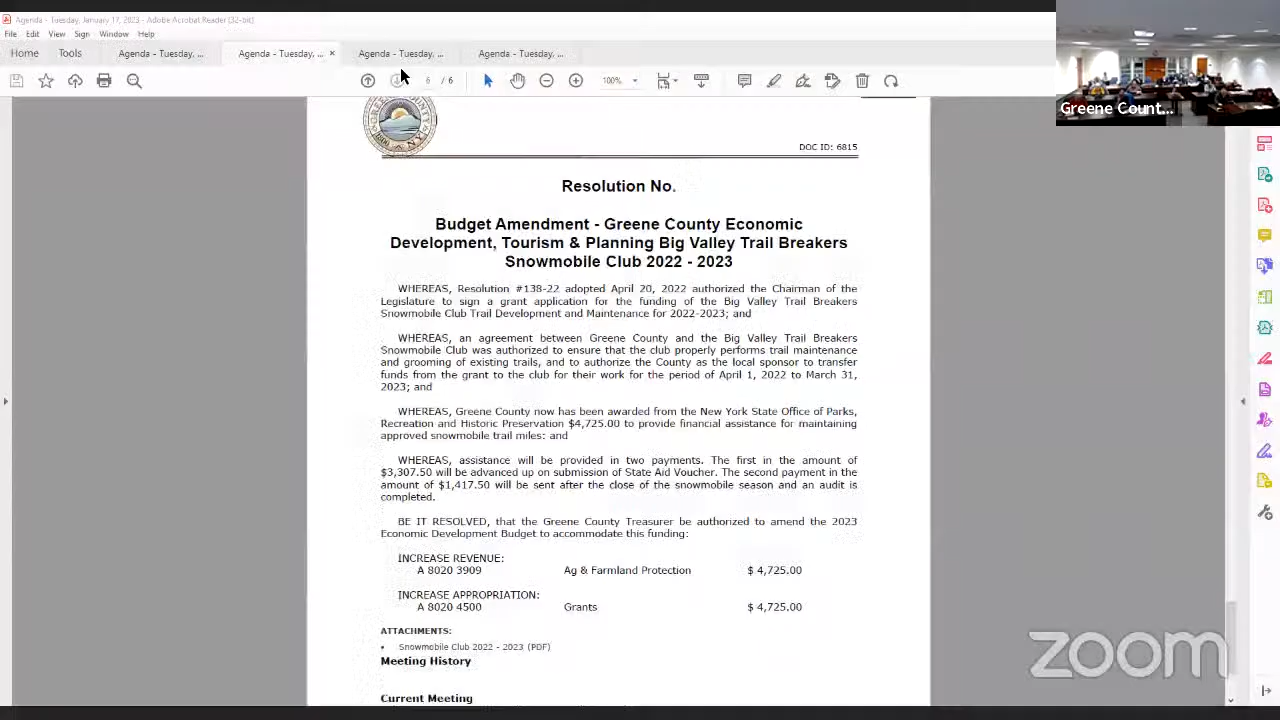 Agenda - Tuesday, January 17, 2023 - Adobe Acrobat Reader (32-bit)
File Edit View Sign Window Help
Home Tools Agenda - Tuesday, ... Agenda - Tuesday, ... × Agenda - Tuesday, ... Agenda - Tuesday, ...
6 / 6 100%
Greene Count...
DOC ID: 6815
Resolution No.
Budget Amendment - Greene County Economic
Development, Tourism & Planning Big Valley Trail Breakers
Snowmobile Club 2022 - 2023
WHEREAS, Resolution #138-22 adopted April 20, 2022 authorized the Chairman of the
Legislature to sign a grant application for the funding of the Big Valley Trail Breakers
Snowmobile Club Trail Development and Maintenance for 2022-2023; and
WHEREAS, an agreement between Greene County and the Big Valley Trail Breakers
Snowmobile Club was authorized to ensure that the club properly performs trail maintenance
and grooming of existing trails, and to authorize the County as the local sponsor to transfer
funds from the grant to the club for their work for the period of April 1, 2022 to March 31,
2023; and
WHEREAS, Greene County now has been awarded from the New York State Office of Parks,
Recreation and Historic Preservation $4,725.00 to provide financial assistance for maintaining
approved snowmobile trail miles: and
WHEREAS, assistance will be provided in two payments. The first in the amount of
$3,307.50 will be advanced up on submission of State Aid Voucher. The second payment in the
amount of $1,417.50 will be sent after the close of the snowmobile season and an audit is
completed.
BE IT RESOLVED, that the Greene County Treasurer be authorized to amend the 2023
Economic Development Budget to accommodate this funding:
INCREASE REVENUE:
A 8020 3909 Ag & Farmland Protection $ 4,725.00
INCREASE APPROPRIATION:
A 8020 4500 Grants $ 4,725.00
ATTACHMENTS:
• Snowmobile Club 2022 - 2023 (PDF)
Meeting History
Current Meeting
zoom